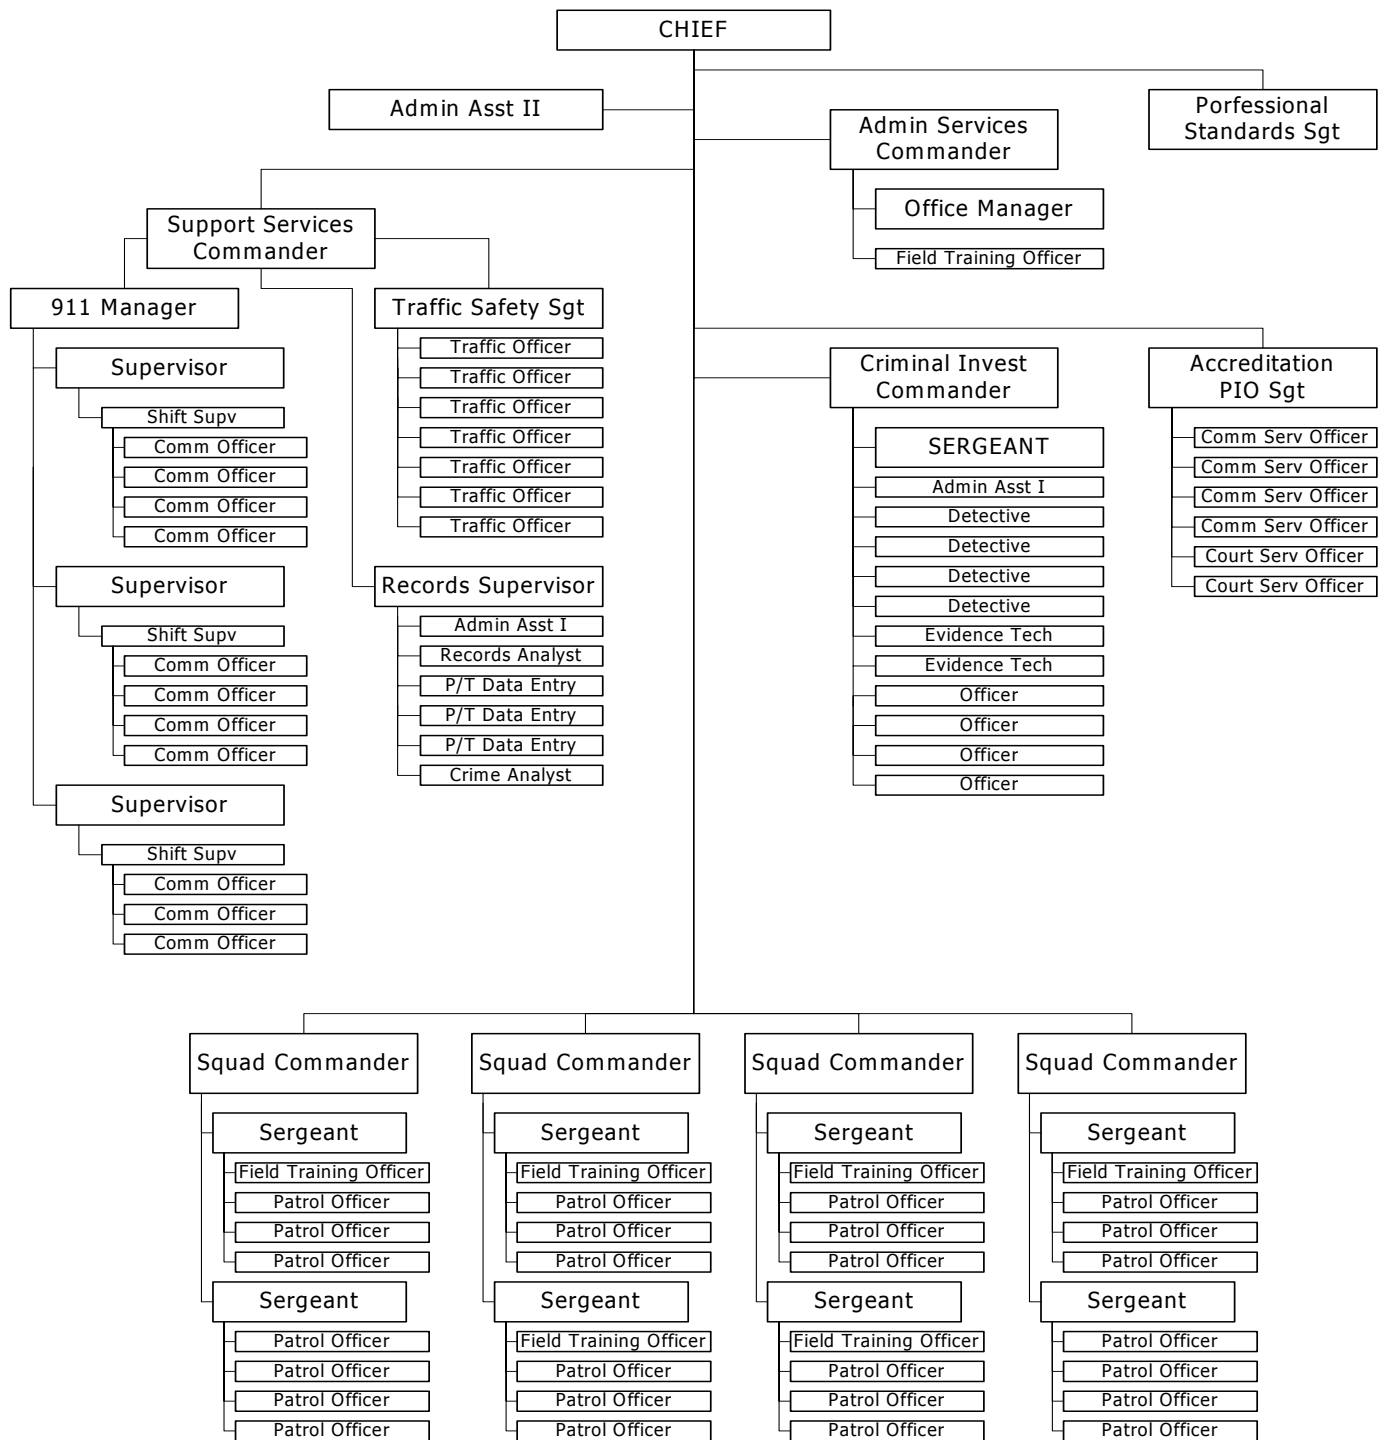 CHIEF
Admin Asst II
Porfessional
Standards Sgt
Admin Services
Commander
Office Manager
Field Training Officer
Support Services
Commander
911 Manager
Supervisor
Shift Supv
Comm Officer
Comm Officer
Comm Officer
Comm Officer
Supervisor
Shift Supv
Comm Officer
Comm Officer
Comm Officer
Comm Officer
Supervisor
Shift Supv
Comm Officer
Comm Officer
Comm Officer
Traffic Safety Sgt
Traffic Officer
Traffic Officer
Traffic Officer
Traffic Officer
Traffic Officer
Traffic Officer
Traffic Officer
Records Supervisor
Admin Asst I
Records Analyst
P/T Data Entry
P/T Data Entry
P/T Data Entry
Crime Analyst
Criminal Invest
Commander
SERGEANT
Admin Asst I
Detective
Detective
Detective
Detective
Evidence Tech
Evidence Tech
Officer
Officer
Officer
Officer
Accreditation
PIO Sgt
Comm Serv Officer
Comm Serv Officer
Comm Serv Officer
Comm Serv Officer
Court Serv Officer
Court Serv Officer
Squad Commander
Sergeant
Field Training Officer
Patrol Officer
Patrol Officer
Patrol Officer
Sergeant
Patrol Officer
Patrol Officer
Patrol Officer
Patrol Officer
Squad Commander
Sergeant
Field Training Officer
Patrol Officer
Patrol Officer
Patrol Officer
Sergeant
Field Training Officer
Patrol Officer
Patrol Officer
Patrol Officer
Squad Commander
Sergeant
Field Training Officer
Patrol Officer
Patrol Officer
Patrol Officer
Sergeant
Field Training Officer
Patrol Officer
Patrol Officer
Patrol Officer
Squad Commander
Sergeant
Field Training Officer
Patrol Officer
Patrol Officer
Patrol Officer
Sergeant
Patrol Officer
Patrol Officer
Patrol Officer
Patrol Officer